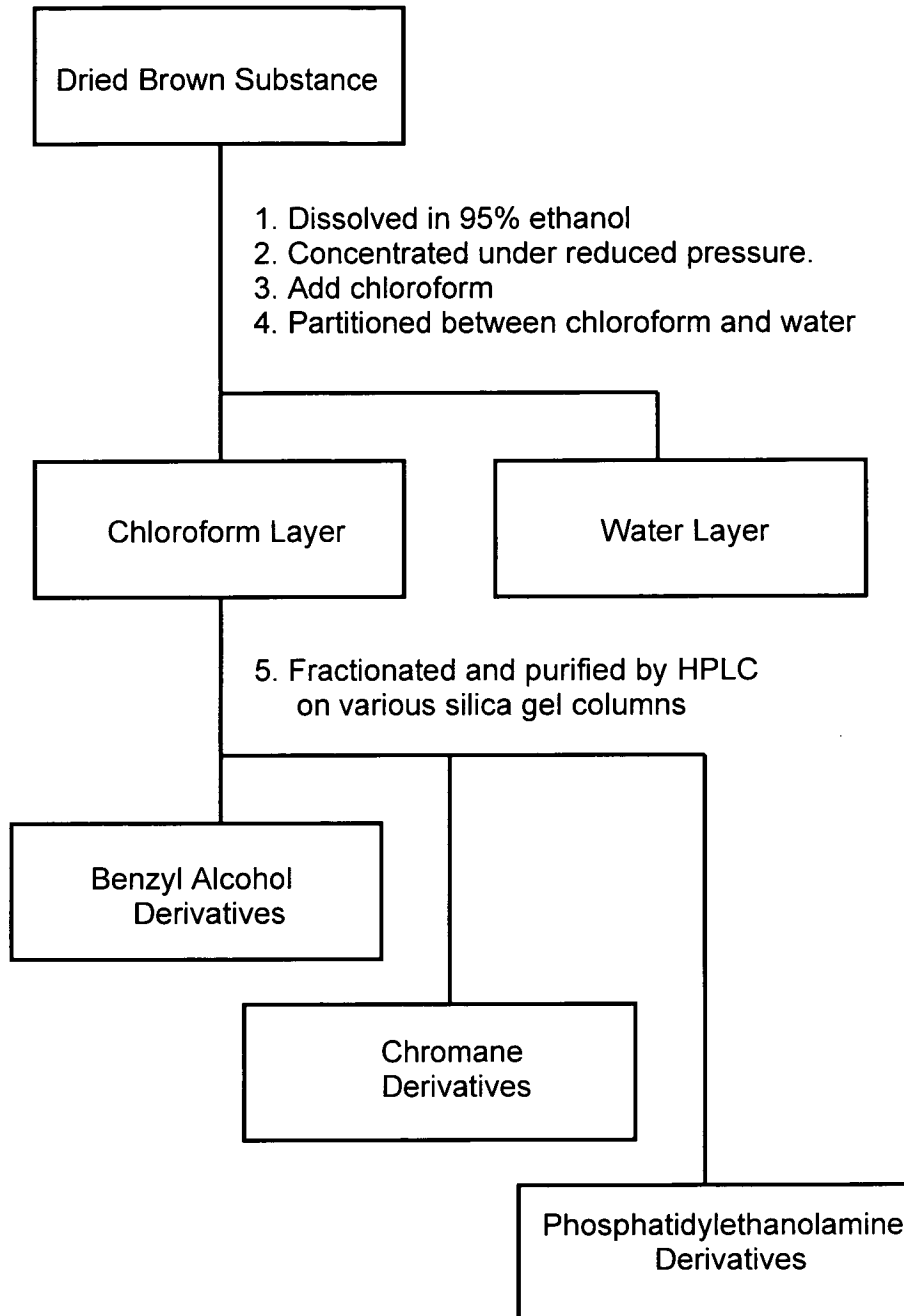 Dried Brown Substance
1. Dissolved in 95% ethanol
2. Concentrated under reduced pressure.
3. Add chloroform
4. Partitioned between chloroform and water
Chloroform Layer
Water Layer
5. Fractionated and purified by HPLC
on various silica gel columns
Benzyl Alcohol
Derivatives
Chromane
Derivatives
Phosphatidylethanolamine
Derivatives